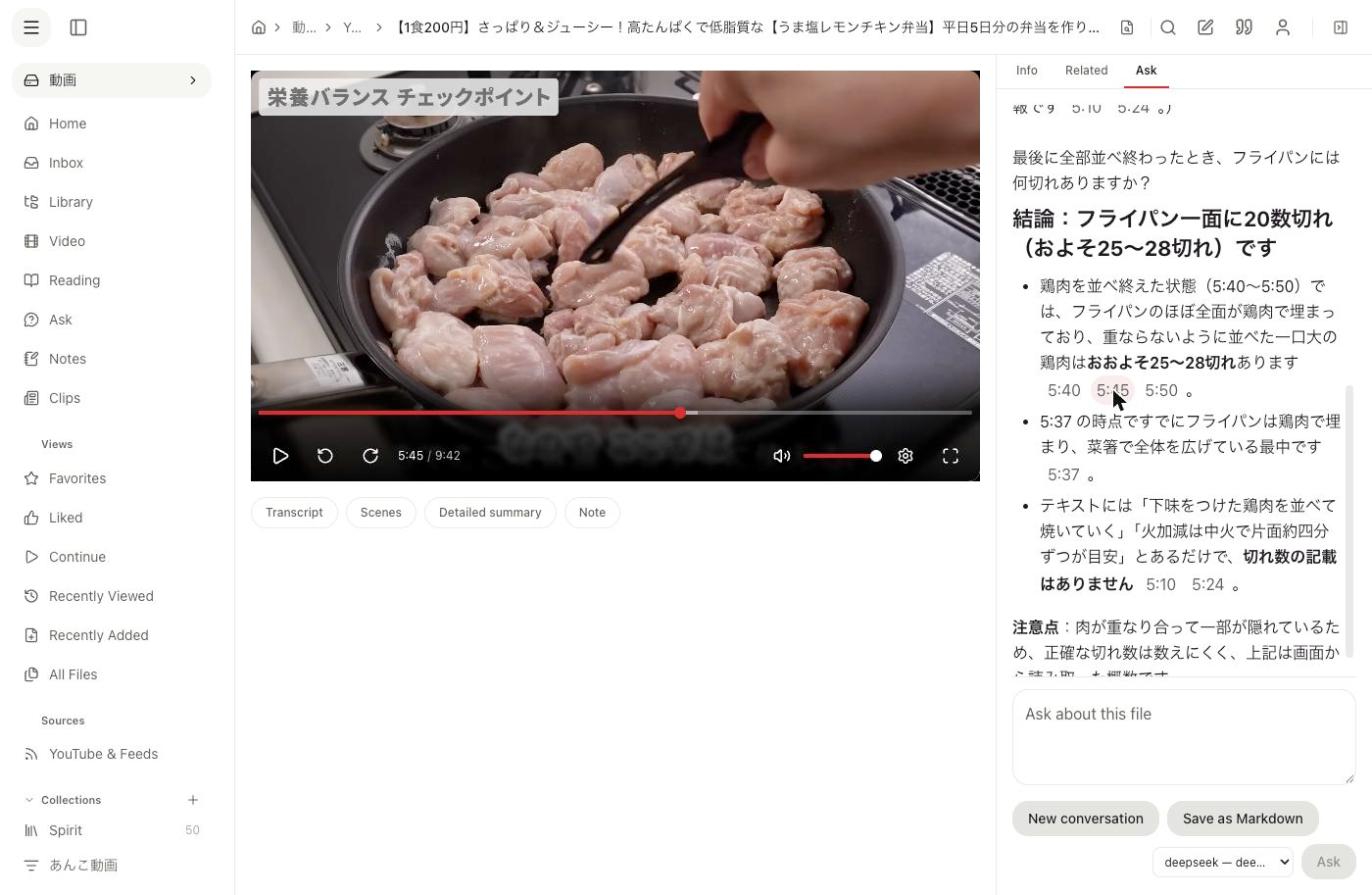 動画
Home
Inbox
Library
Video
Reading
Ask
Notes
Clips
Views
Favorites
Liked
Continue
Recently Viewed
Recently Added
All Files
Sources
YouTube & Feeds
Collections
Spirit 50
あんこ動画
動... Y... 【1食200円】さっぱり＆ジューシー！高たんぱくで低脂質な【うま塩レモンチキン弁当】平日5日分の弁当を作り...
栄養バランス チェックポイント
5:45 / 9:42
Transcript Scenes Detailed summary Note
Info Related Ask
報です 5:10 5:24 。）
最後に全部並べ終わったとき、フライパンには
何切れありますか？
結論：フライパン一面に20数切れ
（およそ25〜28切れ）です
鶏肉を並べ終えた状態（5:40〜5:50）で
は、フライパンのほぼ全面が鶏肉で埋まっ
ており、重ならないように並べた一口大の
鶏肉はおおよそ25〜28切れあります
5:40 5:45 5:50 。
5:37 の時点ですでにフライパンは鶏肉で埋
まり、菜箸で全体を広げている最中です
5:37 。
テキストには「下味をつけた鶏肉を並べて
焼いていく」「火加減は中火で片面約四分
ずつが目安」とあるだけで、切れ数の記載
はありません 5:10 5:24 。
注意点：肉が重なり合って一部が隠れているた
め、正確な切れ数は数えにくく、上記は画面か
ら読み取った概数です
Ask about this file
New conversation Save as Markdown
deepseek — dee... Ask